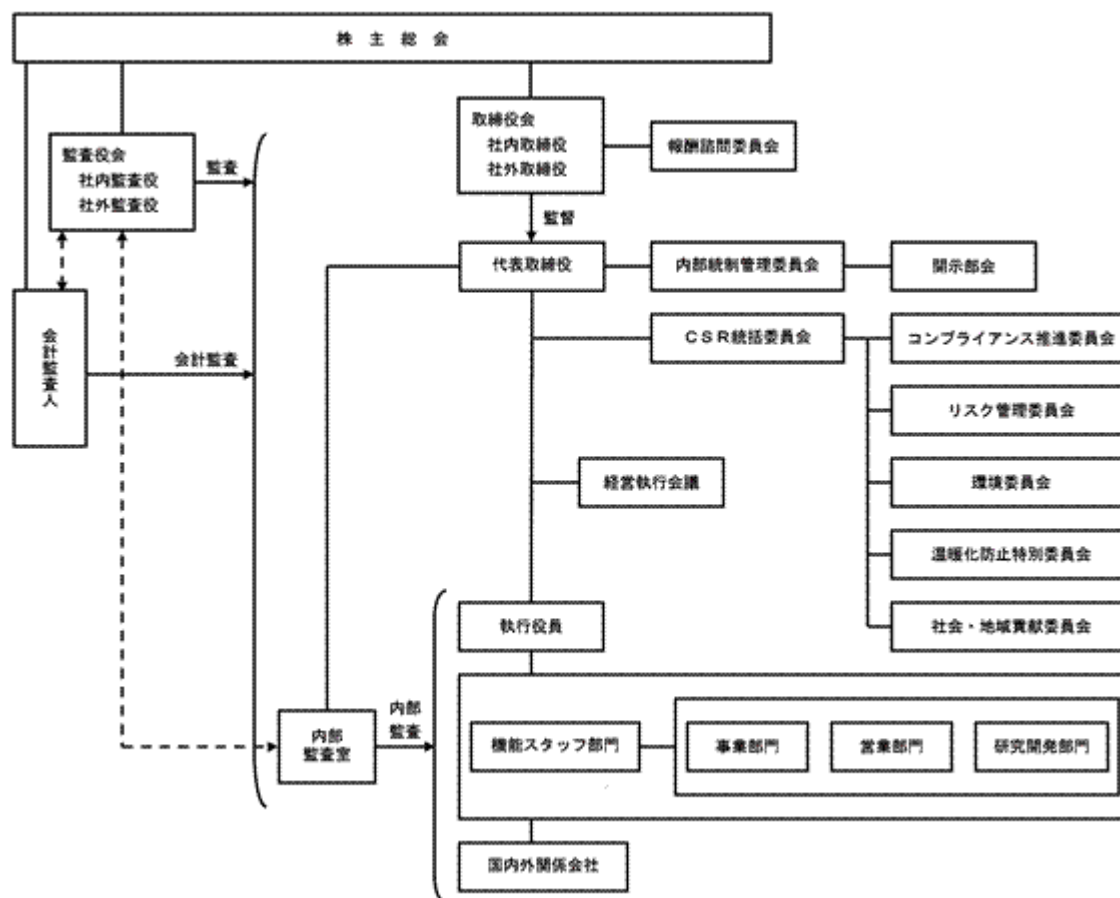 株主総会
取締役会
社内取締役
社外取締役
報酬諮問委員会
監査役会
社内監査役
社外監査役
監査
監督
代表取締役
内部統制管理委員会
開示部会
会計監査人
会計監査
CSR統括委員会
コンプライアンス推進委員会
リスク管理委員会
経営執行会議
環境委員会
温暖化防止特別委員会
執行役員
社会・地域貢献委員会
内部
監査室
内部
監査
機能スタッフ部門
事業部門
営業部門
研究開発部門
国内外関係会社